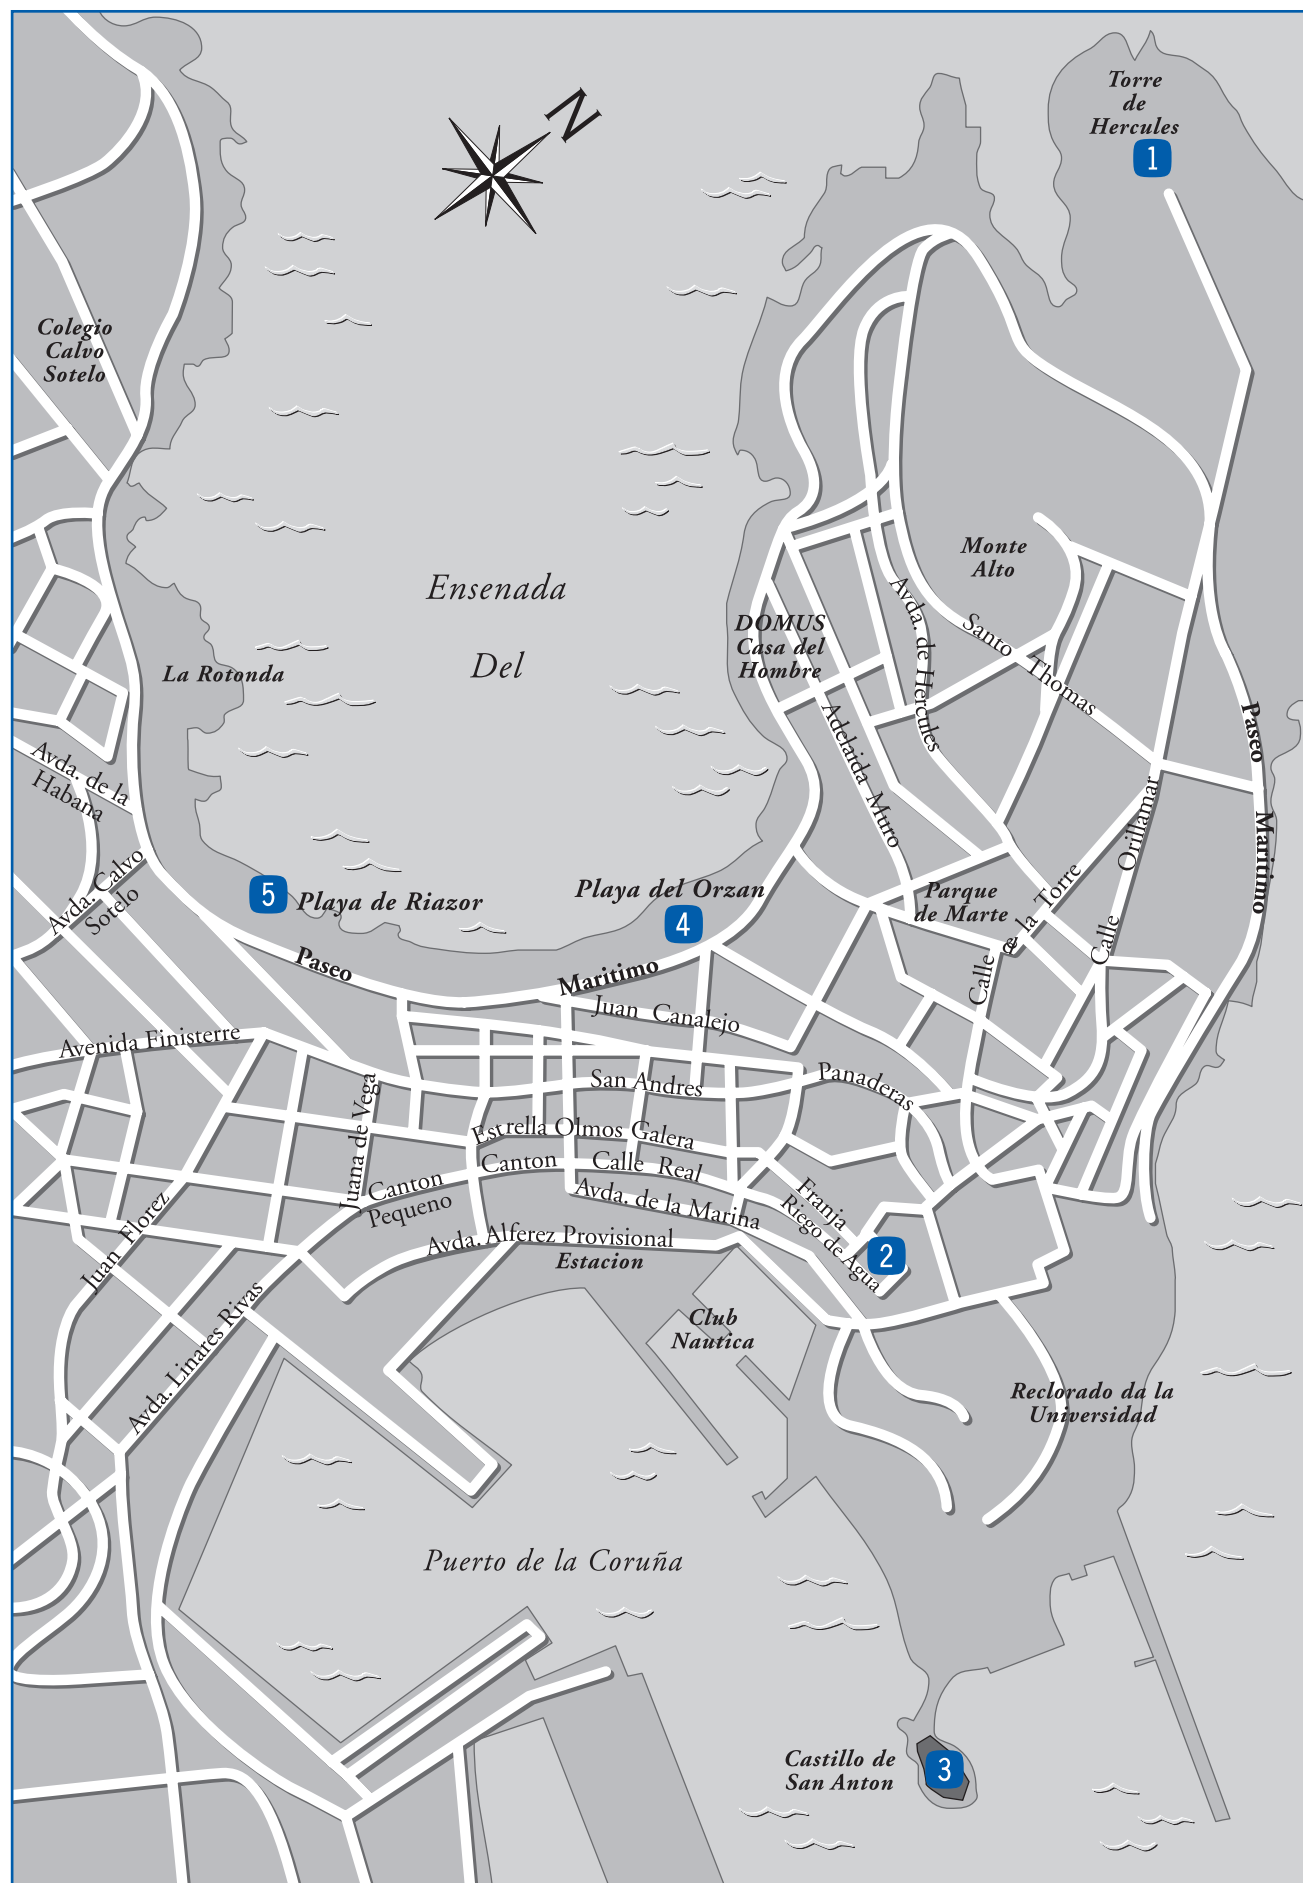 N
Torre
de
Hercules
1
Colegio
Calvo
Sotelo
Monte
Alto
Ensenada
Del
DOMUS
Casa del
Hombre
Avda. de Hercules
Santo Thomas
La Rotonda
Adelaida Muro
Paseo Maritimo
Avda. de la
Habana
Orillamar
Calle
Avda. Calvo
Sotelo
5
Playa de Riazor
Playa del Orzan
4
Parque
de Marte
Calle de la Torre
Paseo Maritimo
Juan Canalejo
Avenida Finisterre
San Andres
Panaderas
Juana de Vega
Estrella Olmos Galera
Canton
Calle Real
Canton
Pequeno
Avda. de la Marina
Franja
Riego de Agua
2
Juan Florez
Avda. Alferez Provisional
Estacion
Avda. Linares Rivas
Club
Nautica
Reclorado da la
Universidad
Puerto de la Coruña
Castillo de
San Anton
3